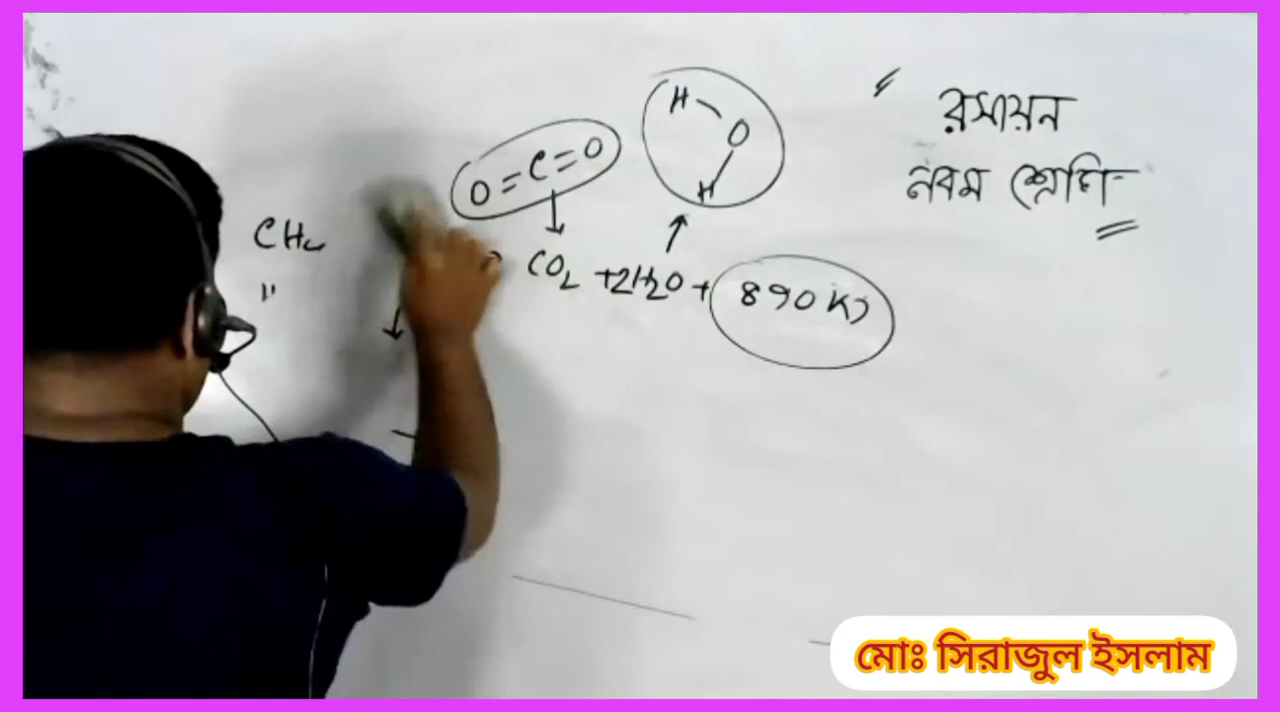 রসায়ন
নবম শ্রেণি
H
O
H
O=C=O
CH4
"
CO2 + 2H2O + 890 KJ
মোঃ সিরাজুল ইসলাম